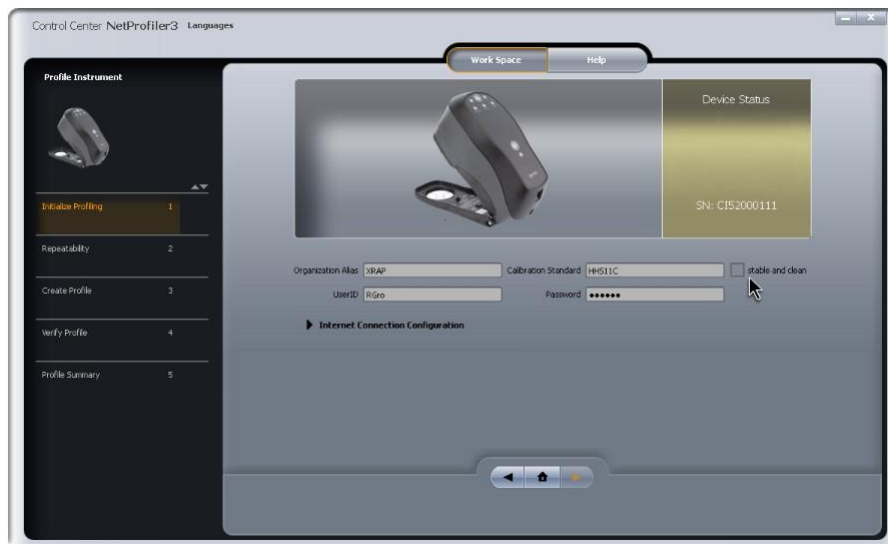 Control Center NetProfiler3 Languages
Work Space Help
Profile Instrument
Initialize Profiling 1
Repeatability 2
Create Profile 3
Verify Profile 4
Profile Summary 5
Device Status
SN: CI52000111
Organization Alias XRAP Calibration Standard HHS11C stable and clean
UserID RGro Password ●●●●●●
Internet Connection Configuration